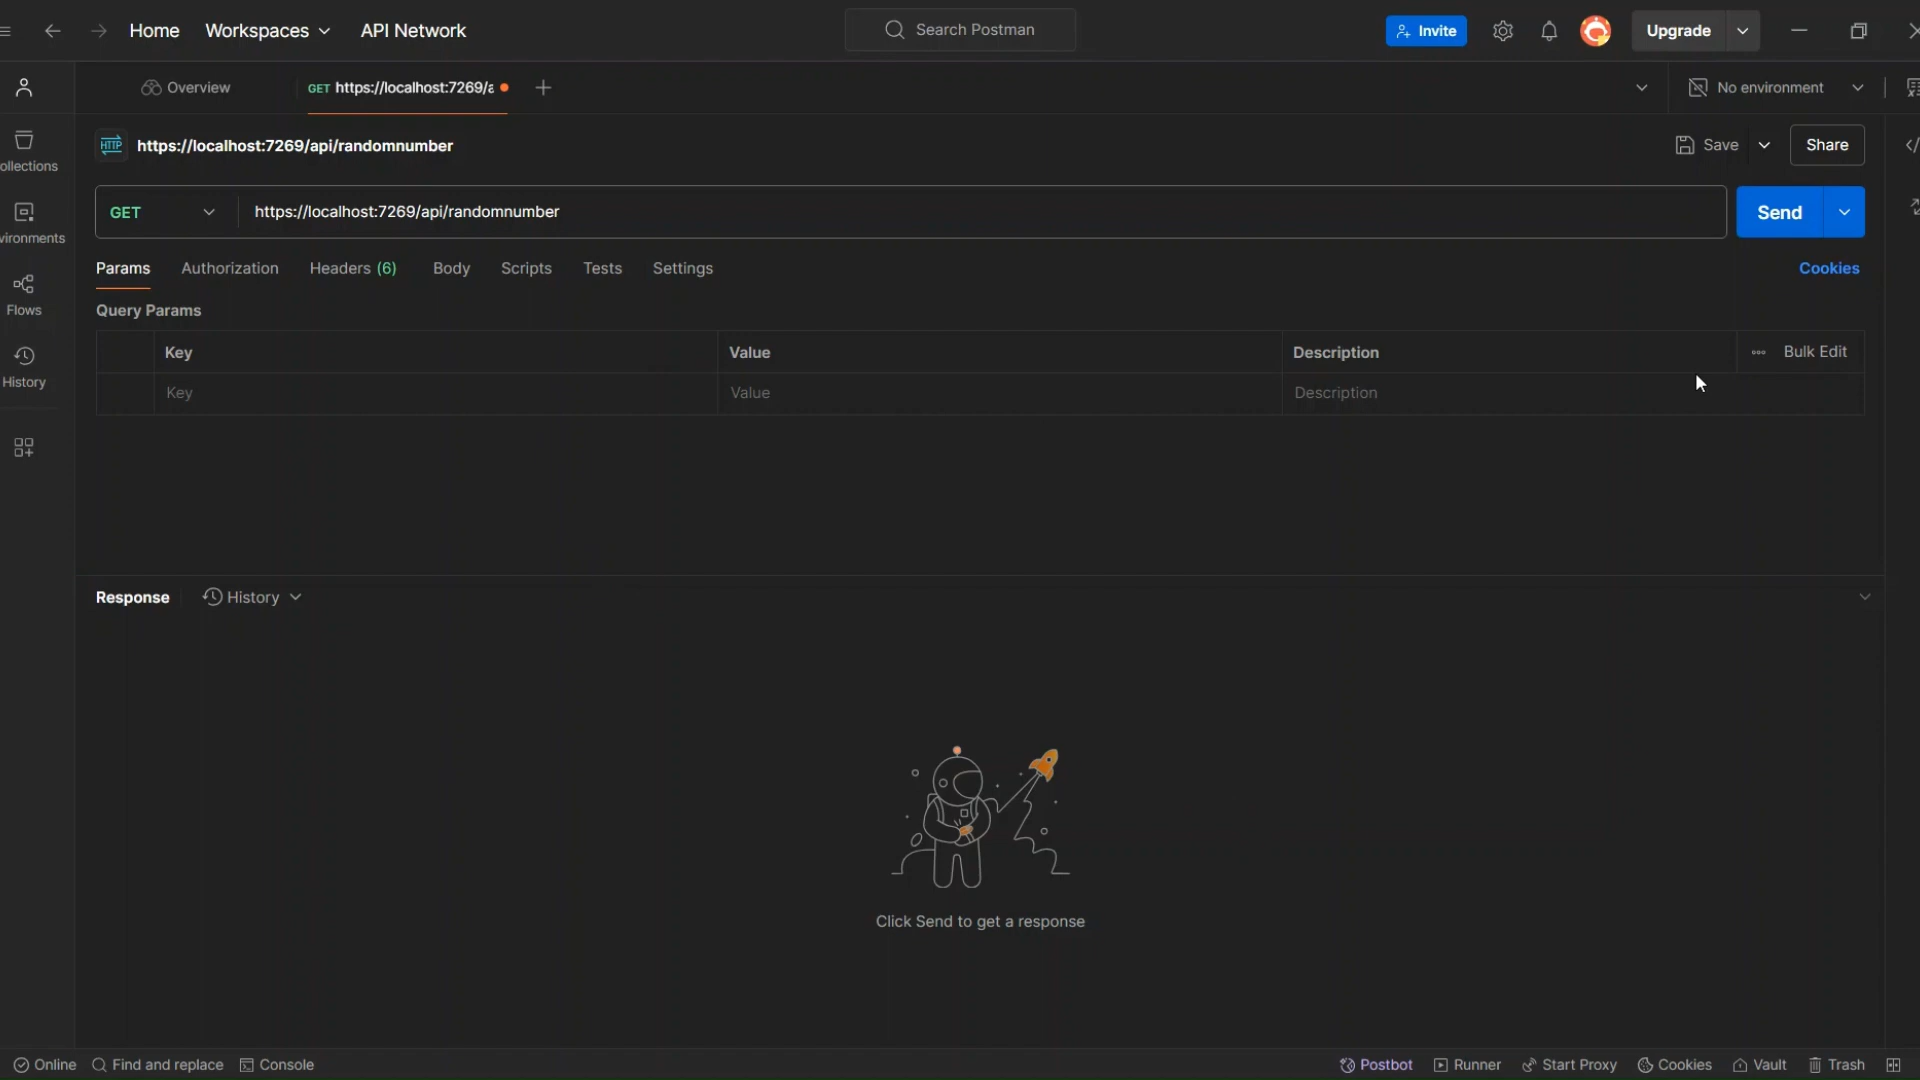 Home Workspaces API Network Search Postman Invite Upgrade
Overview GET https://localhost:7269/a No environment
HTTP https://localhost:7269/api/randomnumber Save Share
ollections
GET https://localhost:7269/api/randomnumber Send
vironments
Params Authorization Headers (6) Body Scripts Tests Settings Cookies
Flows
Query Params
Key Value Description Bulk Edit
History
Key Value Description
Response History
Click Send to get a response
Online Find and replace Console Postbot Runner Start Proxy Cookies Vault Trash